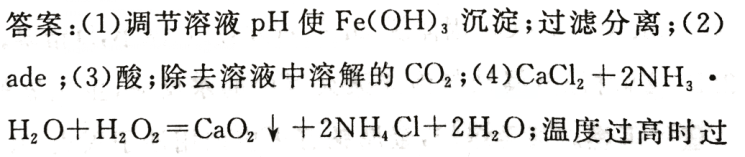 答案:(1)调节溶液 pH 使 Fe(OH)₃ 沉淀;过滤分离;(2)
ade ;(3)酸;除去溶液中溶解的 CO₂;(4)CaCl₂+2NH₃·
H₂O+H₂O₂=CaO₂↓+2NH₄Cl+2H₂O;温度过高时过